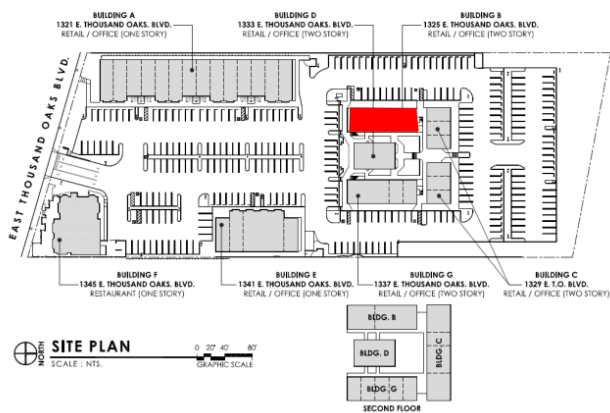 BUILDING A
1321 E. THOUSAND OAKS. BLVD.
RETAIL / OFFICE (ONE STORY)
BUILDING D
1333 E. THOUSAND OAKS. BLVD.
RETAIL / OFFICE (TWO STORY)
BUILDING B
1325 E. THOUSAND OAKS. BLVD.
RETAIL / OFFICE (TWO STORY)
EAST THOUSAND OAKS BLVD.
BUILDING F
1345 E. THOUSAND OAKS. BLVD.
RESTAURANT (ONE STORY)
BUILDING E
1341 E. THOUSAND OAKS. BLVD.
RETAIL / OFFICE (ONE STORY)
BUILDING G
1337 E. THOUSAND OAKS. BLVD.
RETAIL / OFFICE (TWO STORY)
BUILDING C
1329 E. T.O. BLVD.
RETAIL / OFFICE (TWO STORY)
NORTH
SITE PLAN
SCALE : NTS.
0 20' 40' 80'
GRAPHIC SCALE
BLDG. B
BLDG. C
BLDG. D
BLDG. G
SECOND FLOOR